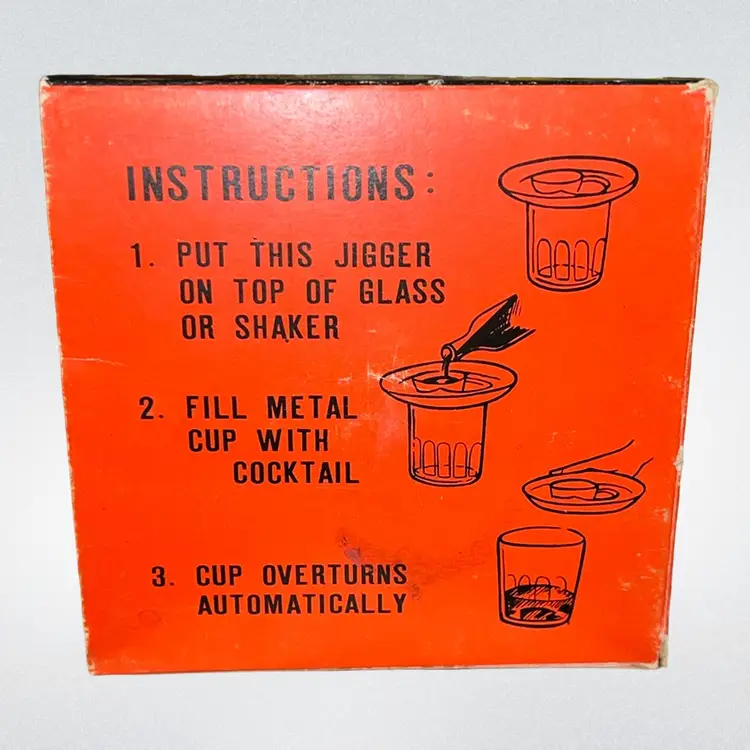 INSTRUCTIONS:
1. PUT THIS JIGGER
ON TOP OF GLASS
OR SHAKER
2. FILL METAL
CUP WITH
COCKTAIL
3. CUP OVERTURNS
AUTOMATICALLY